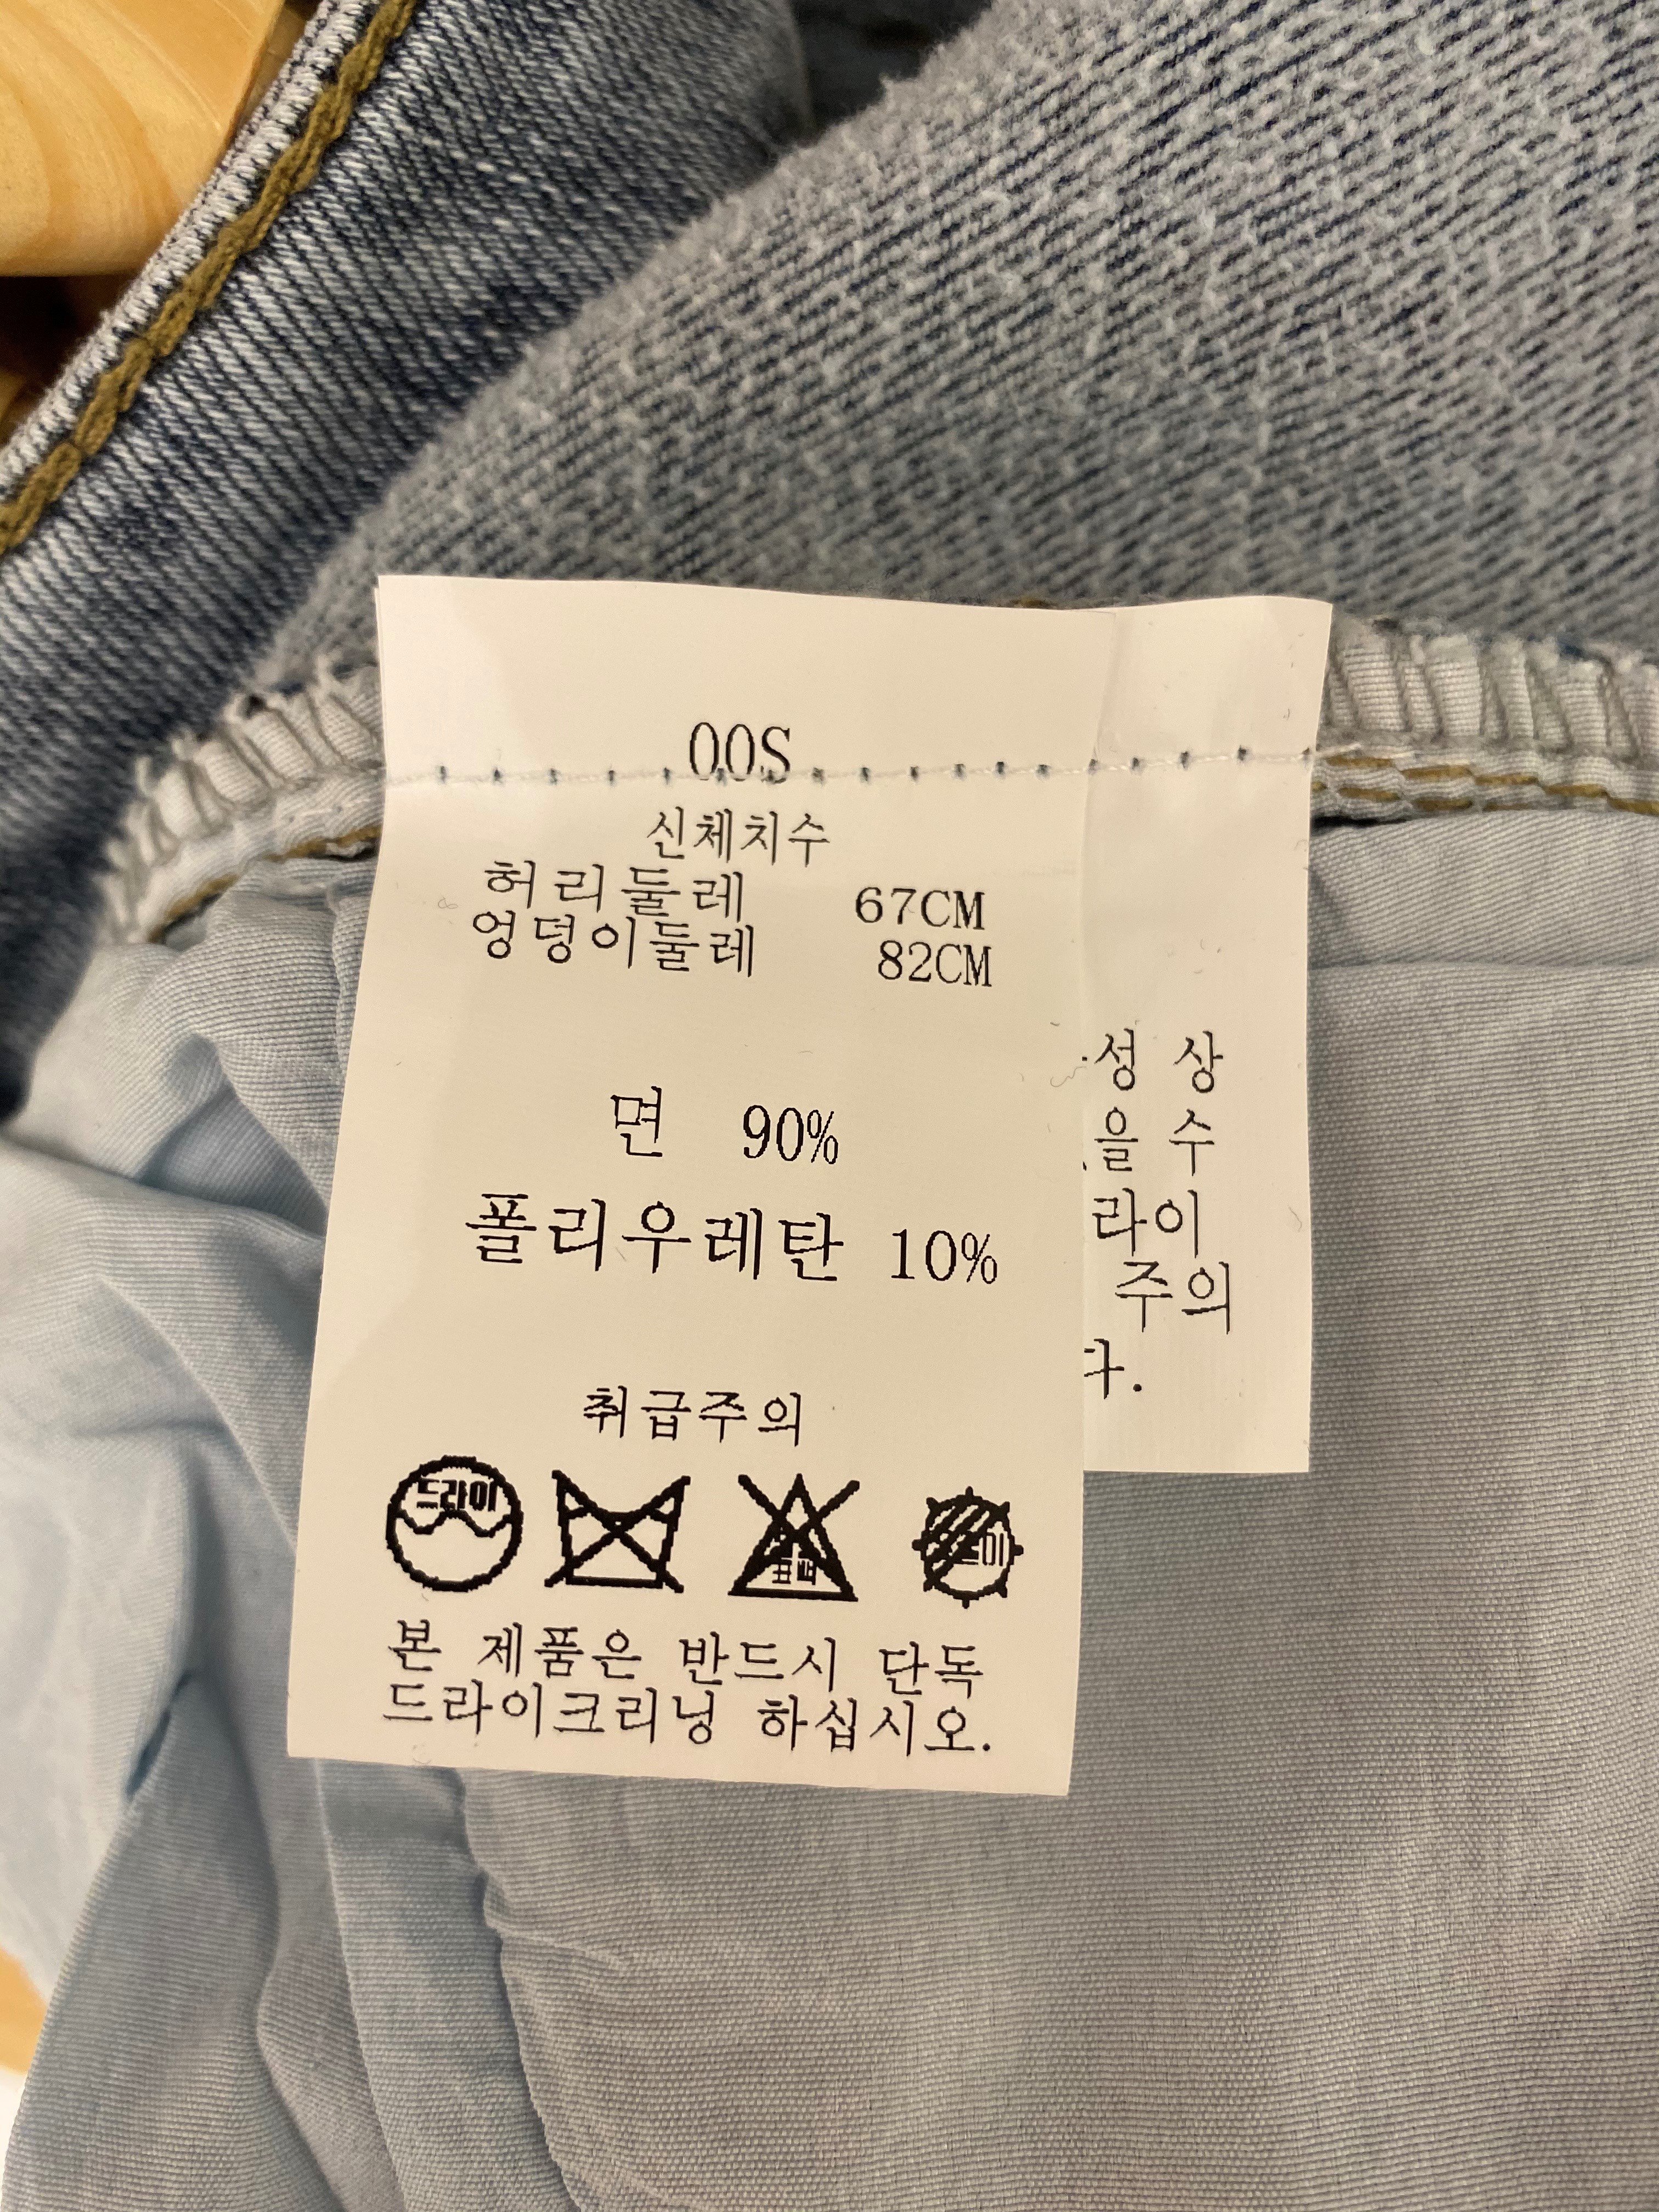 00S
신체치수
허리둘레 67CM
엉덩이둘레 82CM
면 90%
폴리우레탄 10%
취급주의
드라이
본 제품은 반드시 단독
드라이크리닝 하십시오.
성 상
을 수
라이
주의
다.